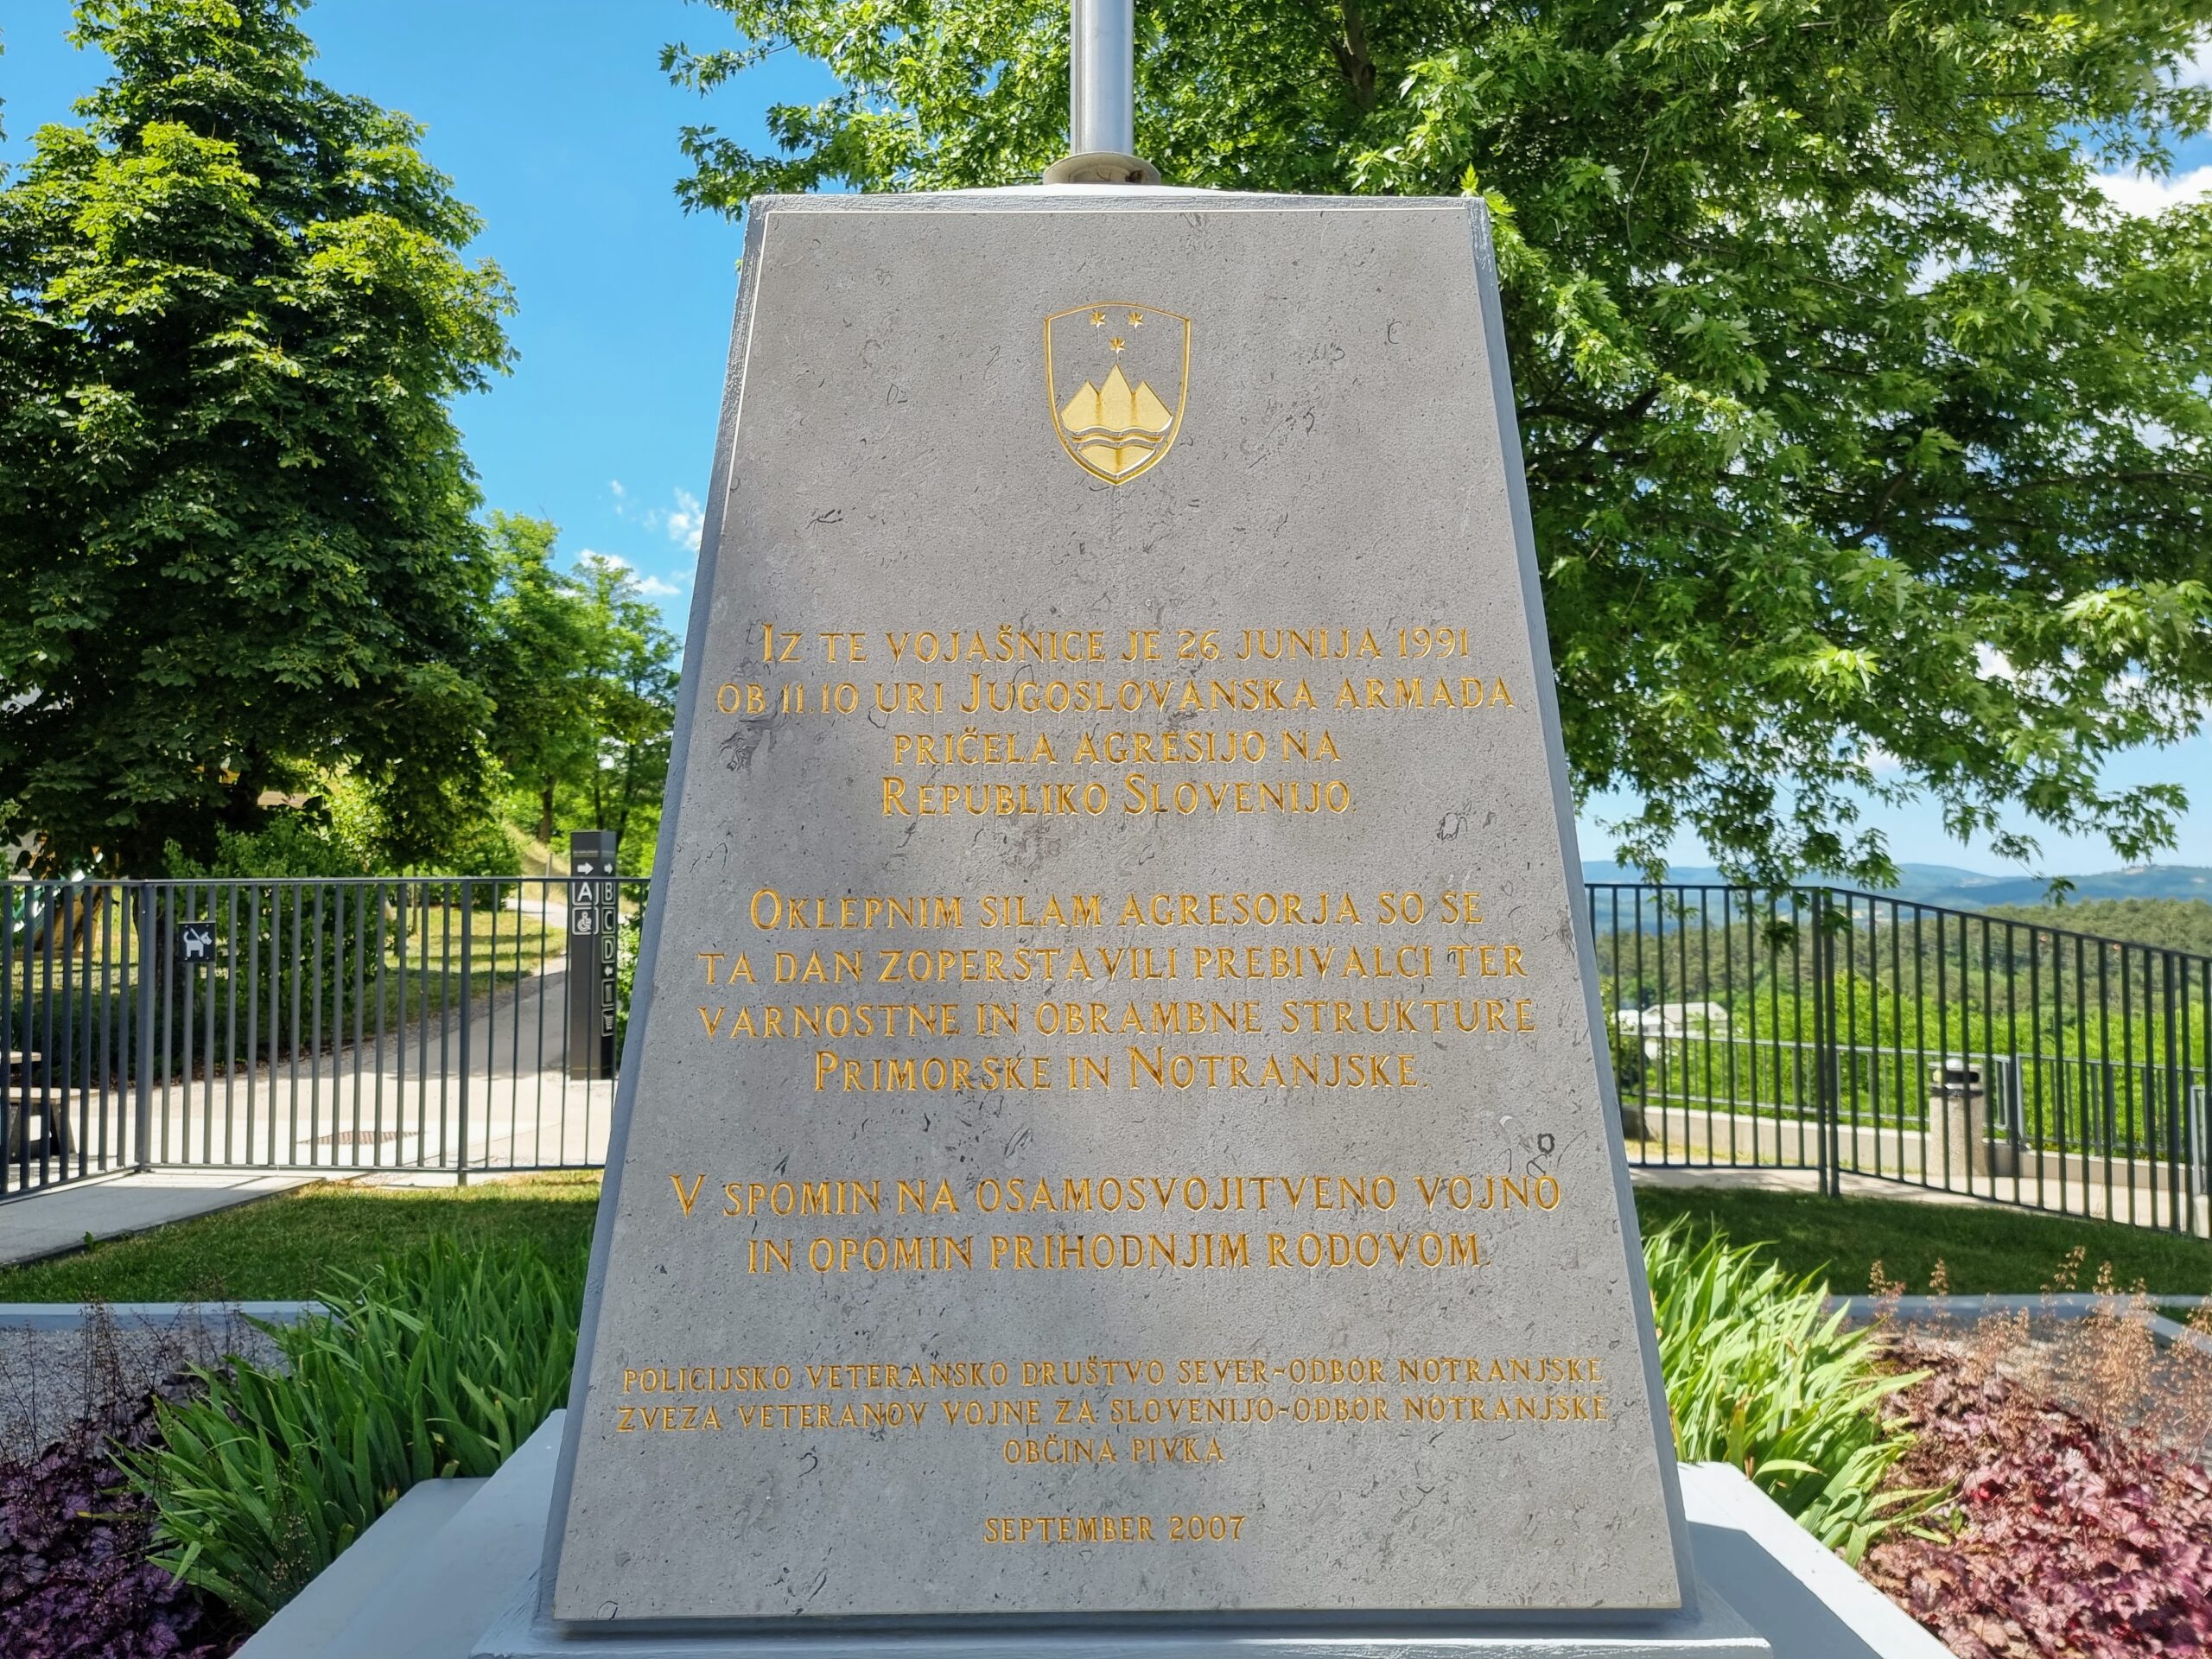 Iz te vojašnice je 26 junija 1991
ob 11.10 uri Jugoslovanska armada
pričela agresijo na
Republiko Slovenijo.
Oklepnim silam agresorja so se
ta dan zoperstavili prebivalci ter
varnostne in obrambne strukture
Primorske in Notranjske.
V spomin na osamosvojitveno vojno
in opomin prihodnjim rodovom.
policijsko veteransko društvo sever-odbor notranjske
zveza veteranov vojne za slovenijo-odbor notranjske
občina pivka
september 2007
A
B
C
D